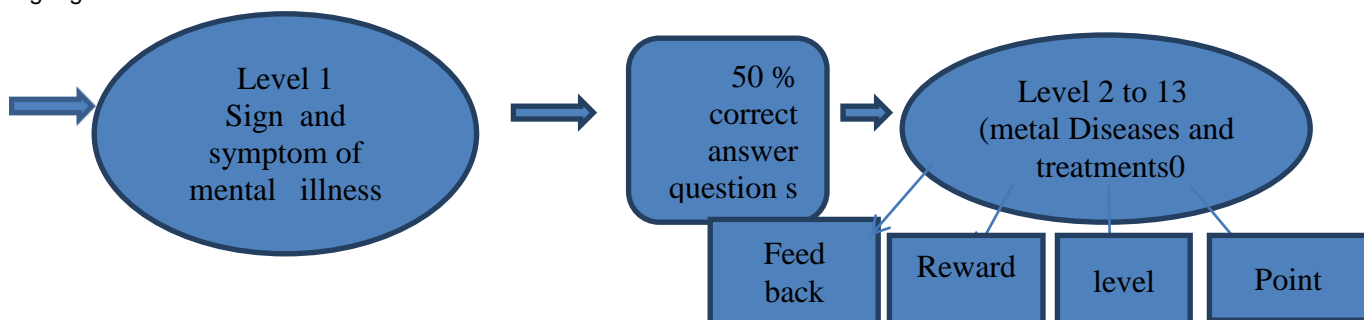 Level 1
Sign and
symptom of
mental illness
50 %
correct
answer
question s
Level 2 to 13
(metal Diseases and
treatments0
Feed
back
Reward
level
Point